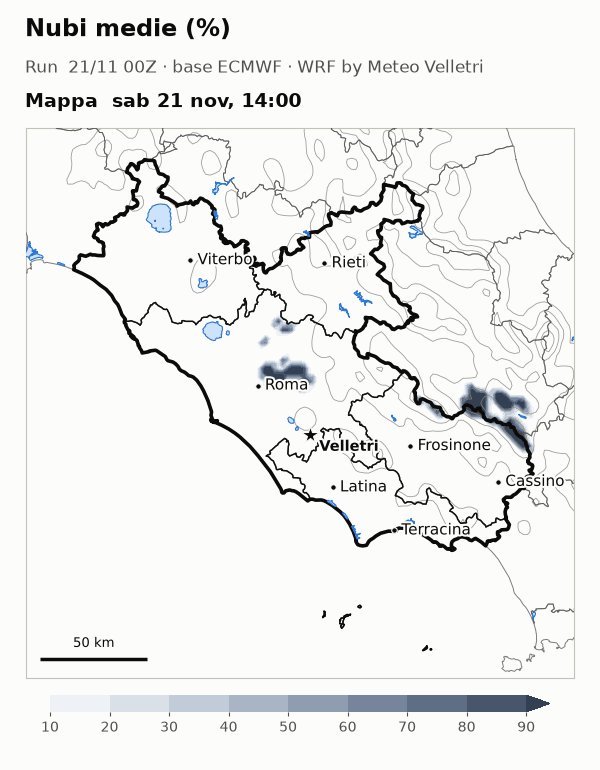 Nubi medie (%)
Run  21/11 00Z · base ECMWF · WRF by Meteo Velletri
Mappa  sab 21 nov, 14:00
Viterbo
Rieti
Roma
Velletri
Frosinone
Latina
Cassino
Terracina
50 km
10 20 30 40 50 60 70 80 90